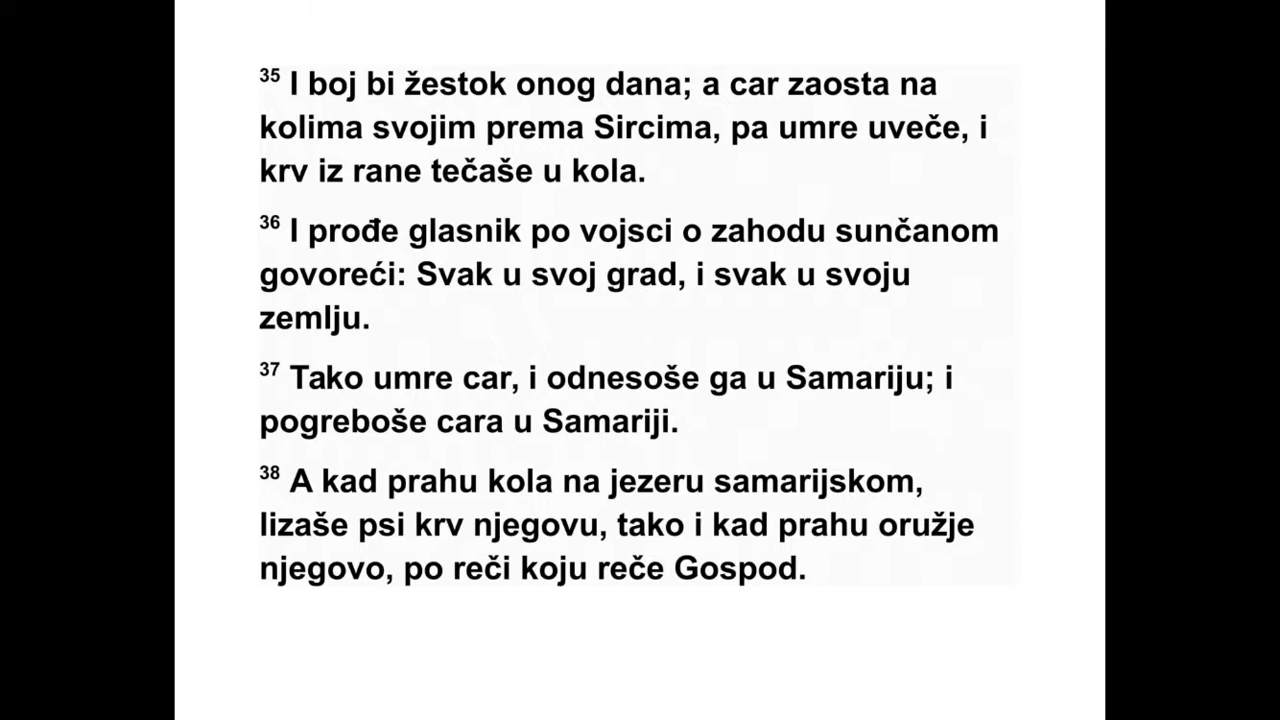 35 I boj bi žestok onog dana; a car zaosta na
kolima svojim prema Sircima, pa umre uveče, i
krv iz rane tečaše u kola.
36 I prođe glasnik po vojsci o zahodu sunčanom
govoreći: Svak u svoj grad, i svak u svoju
zemlju.
37 Tako umre car, i odnesoše ga u Samariju; i
pogreboše cara u Samariji.
38 A kad prahu kola na jezeru samarijskom,
lizaše psi krv njegovu, tako i kad prahu oružje
njegovo, po reči koju reče Gospod.